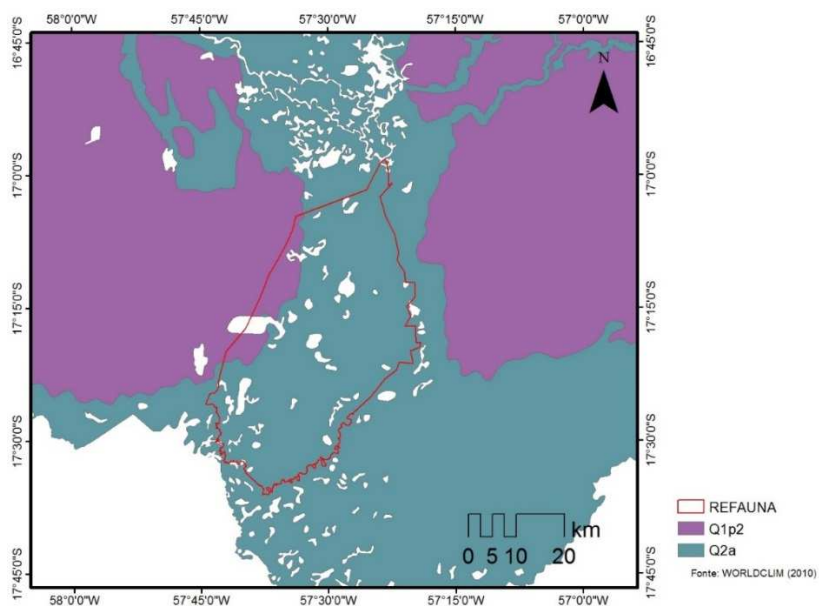 58°0'0"W 57°45'0"W 57°30'0"W 57°15'0"W 57°0'0"W
16°45'0"S 16°45'0"S
N
17°0'0"S 17°0'0"S
17°15'0"S 17°15'0"S
17°30'0"S 17°30'0"S
REFAUNA
km
Q1p2
0 5 10 20
Q2a
Fonte: WORLDCLIM (2010)
17°45'0"S 17°45'0"S
58°0'0"W 57°45'0"W 57°30'0"W 57°15'0"W 57°0'0"W